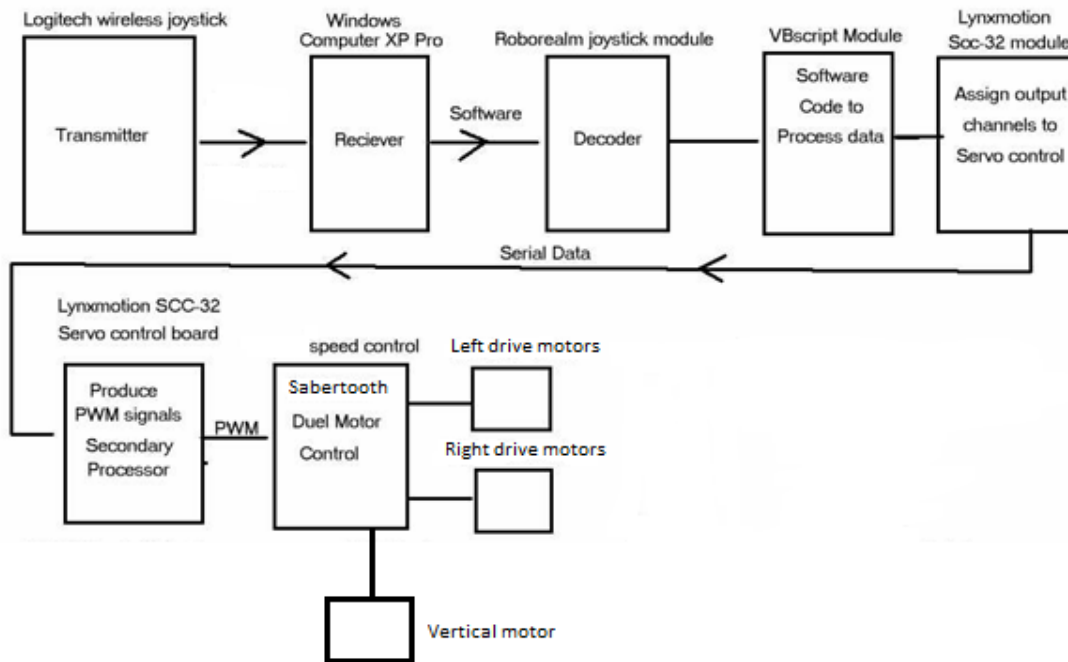 Logitech wireless joystick
Transmitter
Windows
Computer XP Pro
Reciever
Software
Roborealm joystick module
Decoder
VBscript Module
Software
Code to
Process data
Lynxmotion
Soc-32 module
Assign output
channels to
Servo control
Serial Data
Lynxmotion SCC-32
Servo control board
Produce
PWM signals
Secondary
Processor
PWM
speed control
Sabertooth
Duel Motor
Control
Left drive motors
Right drive motors
Vertical motor